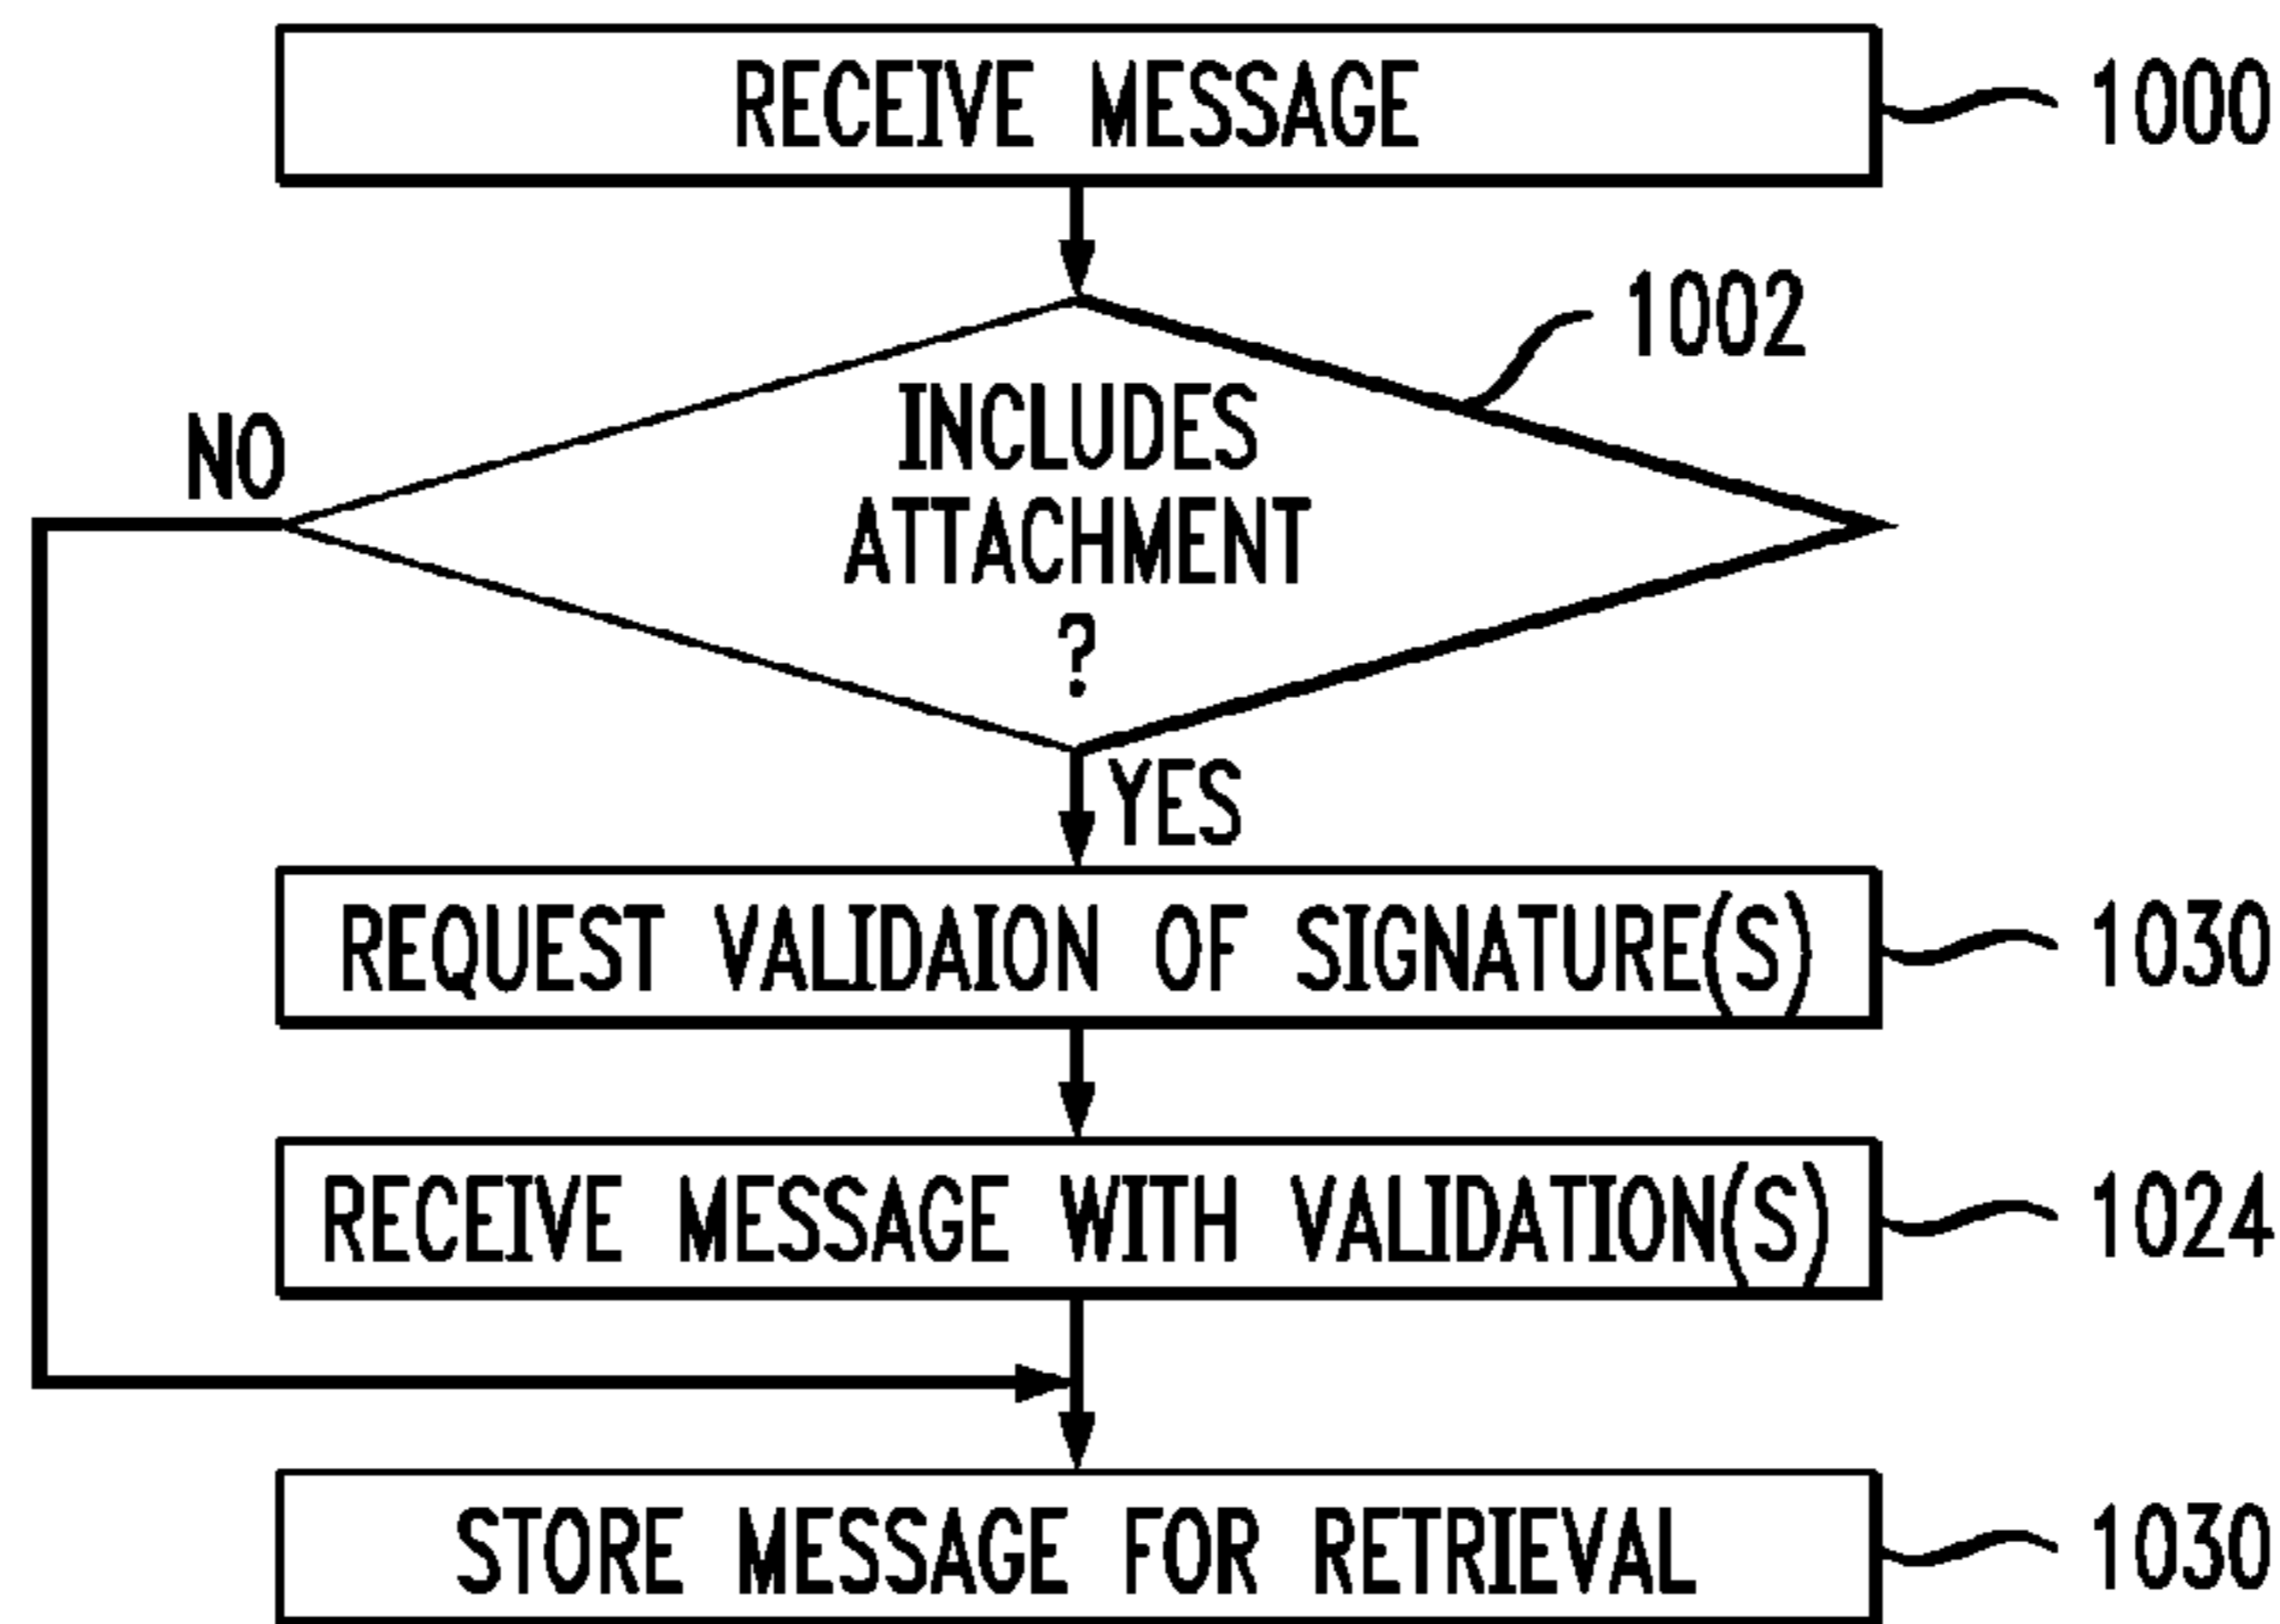 RECEIVE MESSAGE
1000
1002
INCLUDES
ATTACHMENT
?
NO
YES
REQUEST VALIDAION OF SIGNATURE(S)
1030
RECEIVE MESSAGE WITH VALIDATION(S)
1024
STORE MESSAGE FOR RETRIEVAL
1030